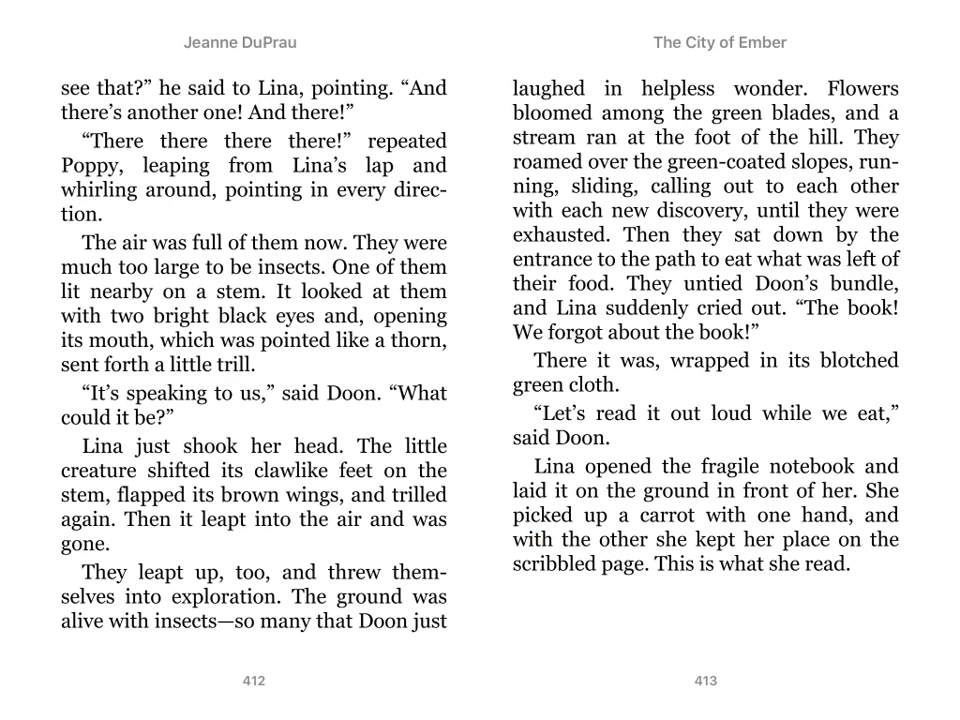 Jeanne DuPrau
see that?” he said to Lina, pointing. “And
there’s another one! And there!”
“There there there there!” repeated
Poppy, leaping from Lina’s lap and
whirling around, pointing in every direc-
tion.
The air was full of them now. They were
much too large to be insects. One of them
lit nearby on a stem. It looked at them
with two bright black eyes and, opening
its mouth, which was pointed like a thorn,
sent forth a little trill.
“It’s speaking to us,” said Doon. “What
could it be?”
Lina just shook her head. The little
creature shifted its clawlike feet on the
stem, flapped its brown wings, and trilled
again. Then it leapt into the air and was
gone.
They leapt up, too, and threw them-
selves into exploration. The ground was
alive with insects—so many that Doon just
412
The City of Ember
laughed in helpless wonder. Flowers
bloomed among the green blades, and a
stream ran at the foot of the hill. They
roamed over the green-coated slopes, run-
ning, sliding, calling out to each other
with each new discovery, until they were
exhausted. Then they sat down by the
entrance to the path to eat what was left of
their food. They untied Doon’s bundle,
and Lina suddenly cried out. “The book!
We forgot about the book!”
There it was, wrapped in its blotched
green cloth.
“Let’s read it out loud while we eat,”
said Doon.
Lina opened the fragile notebook and
laid it on the ground in front of her. She
picked up a carrot with one hand, and
with the other she kept her place on the
scribbled page. This is what she read.
413